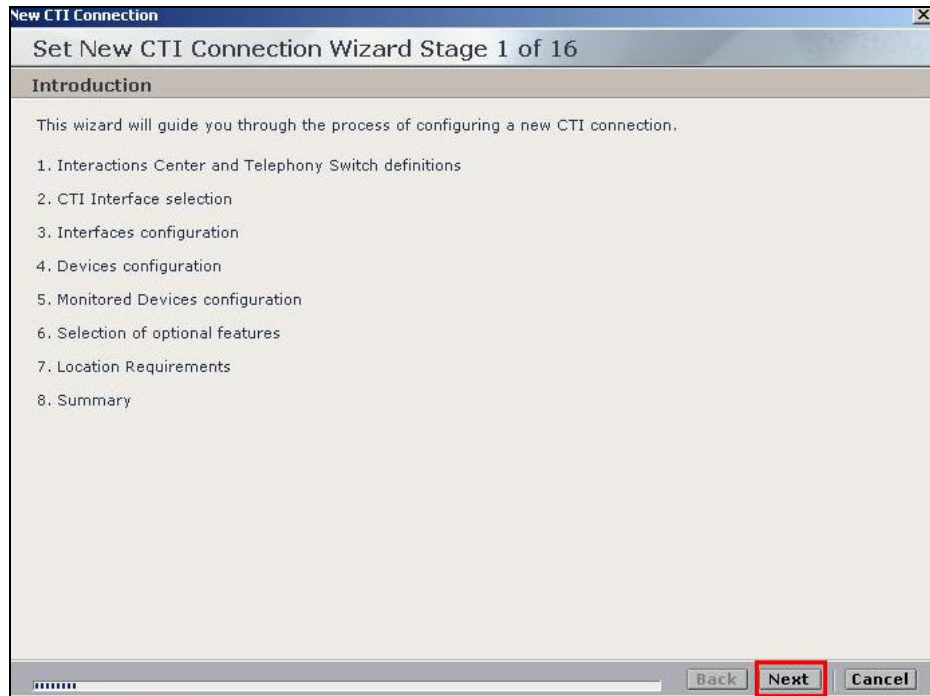 New CTI Connection
Set New CTI Connection Wizard Stage 1 of 16
Introduction
This wizard will guide you through the process of configuring a new CTI connection.
1. Interactions Center and Telephony Switch definitions
2. CTI Interface selection
3. Interfaces configuration
4. Devices configuration
5. Monitored Devices configuration
6. Selection of optional features
7. Location Requirements
8. Summary
Back Next Cancel